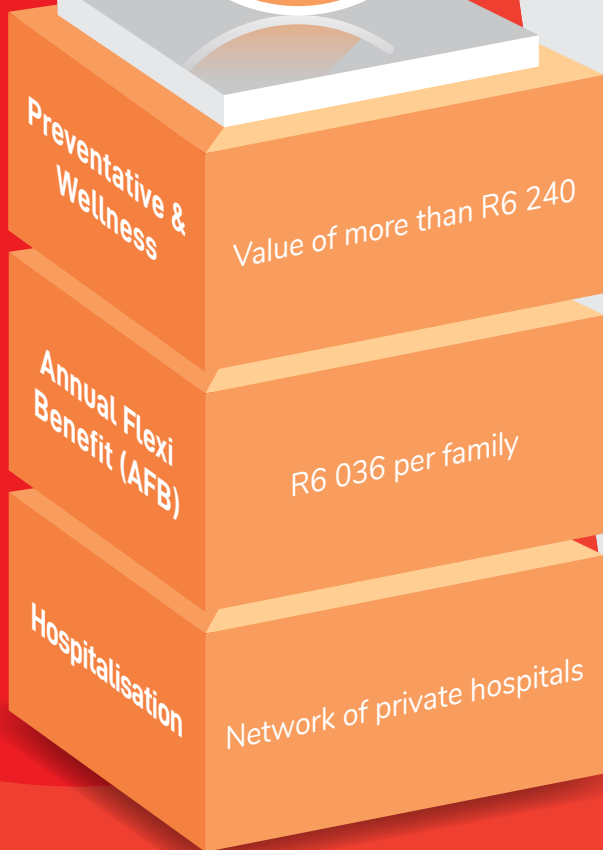 Preventative &
Wellness
Value of more than R6 240
Annual Flexi
Benefit (AFB)
R6 036 per family
Hospitalisation
Network of private hospitals